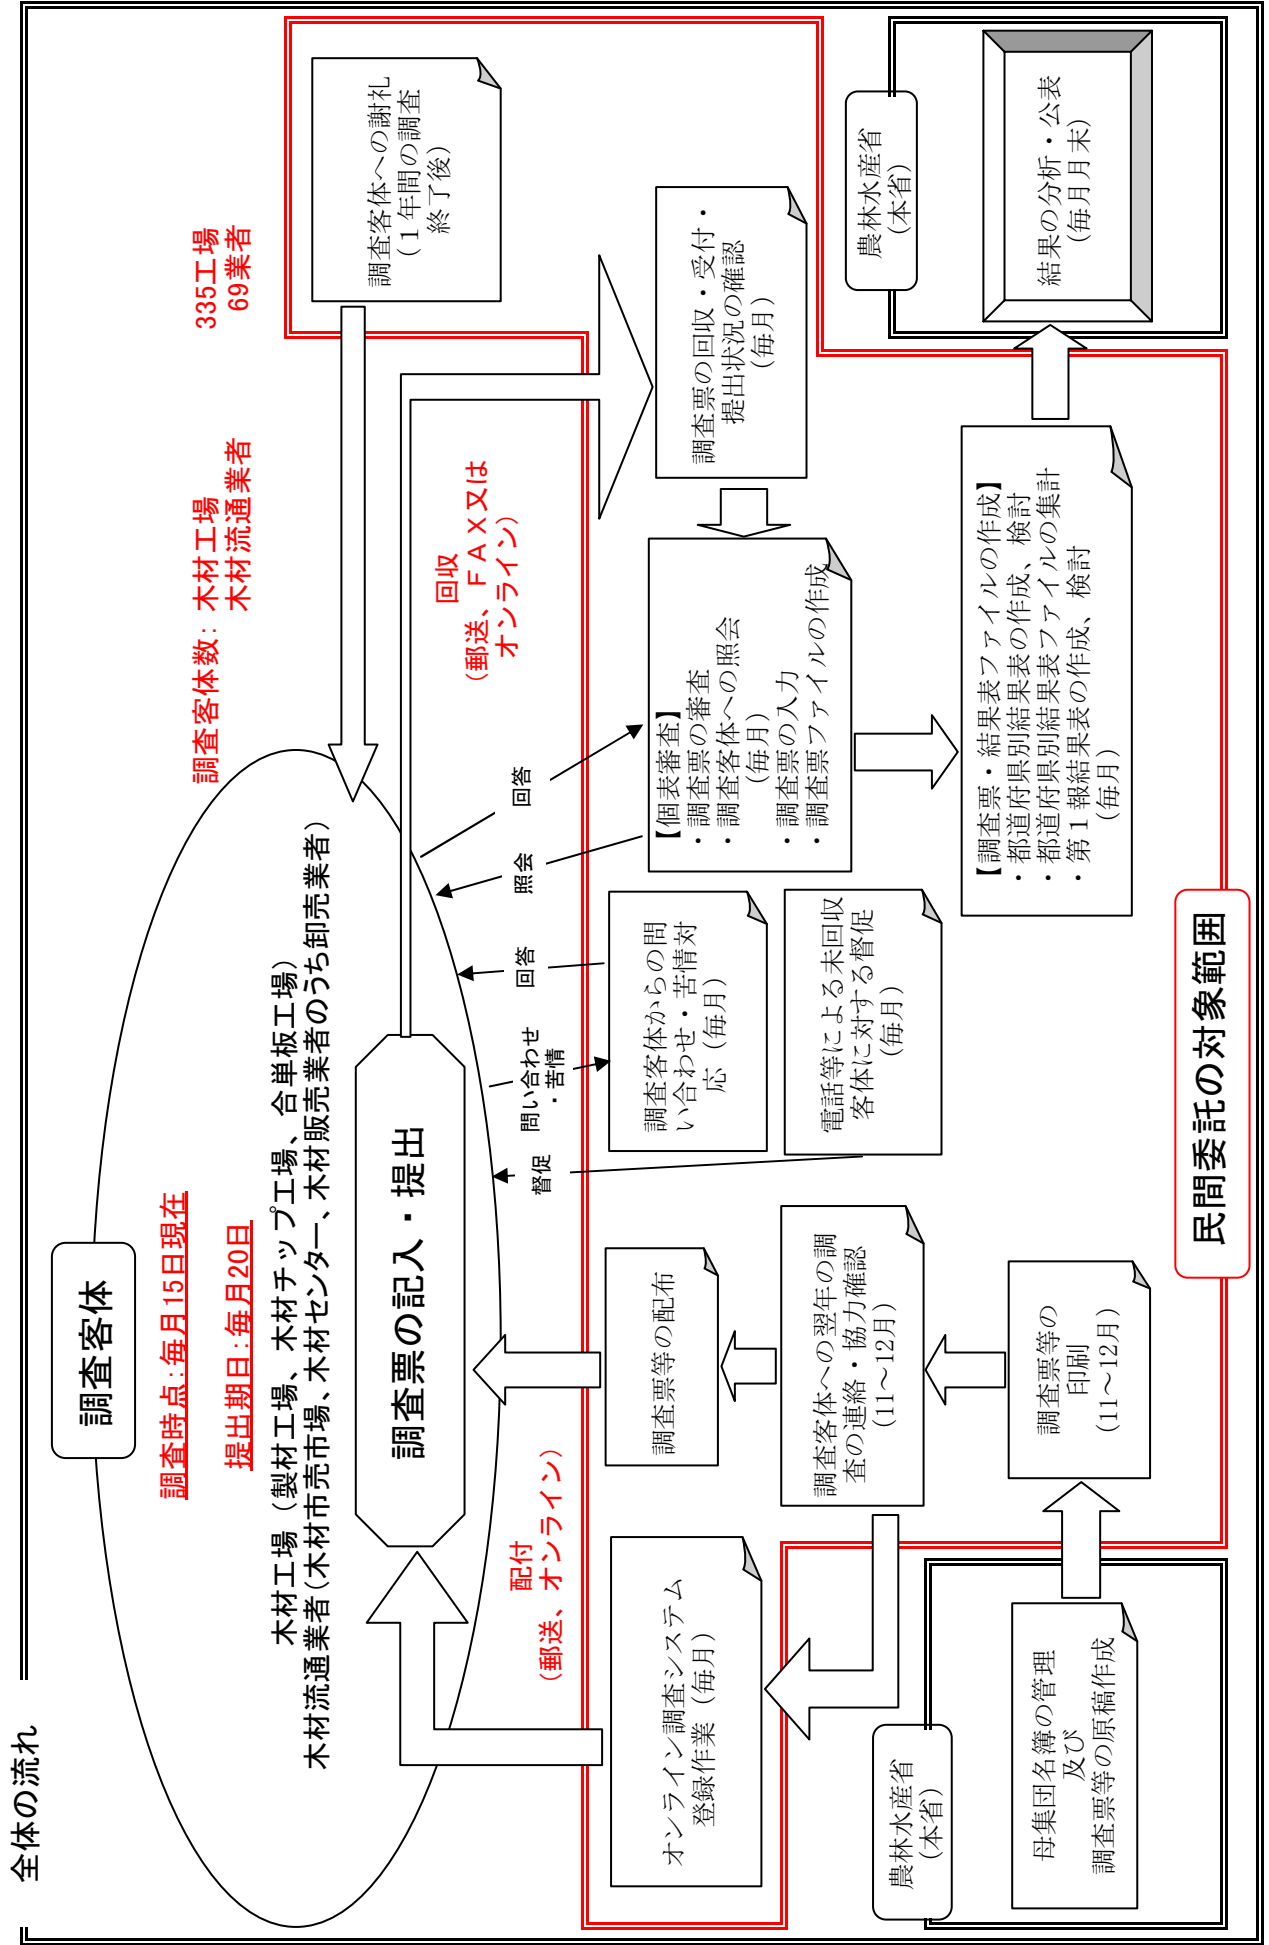 全体の流れ
調査客体
調査時点：毎月15日現在
提出期日：毎月20日
調査客体数：木材工場　335工場
木材流通業者　69業者
木材工場（製材工場、木材チップ工場、合単板工場）
木材流通業者（木材市売市場、木材センター、木材販売業者のうち卸売業者）
調査票の記入・提出
調査客体への謝礼
（１年間の調査
終了後）
配付
（郵送、オンライン）
督促
問い合わせ
・苦情
回答
照会
回答
回収
（郵送、ＦＡＸ又は
オンライン）
オンライン調査システム
登録作業（毎月）
調査票等の配布
調査客体からの問
い合わせ・苦情対
応（毎月）
【個表審査】
・調査票の審査
・調査客体への照会
（毎月）
・調査票の入力
・調査票ファイルの作成
調査票の回収・受付・
提出状況の確認
（毎月）
調査客体への翌年の調
査の連絡・協力確認
（11～12月）
電話等による未回収
客体に対する督促
（毎月）
農林水産省
（本省）
農林水産省
（本省）
母集団名簿の管理
及び
調査票等の原稿作成
調査票等の
印刷
（11～12月）
【調査票・結果表ファイルの作成】
・都道府県別結果表の作成、検討
・都道府県別結果表ファイルの集計
・第１報結果表の作成、検討
（毎月）
結果の分析・公表
（毎月月末）
民間委託の対象範囲